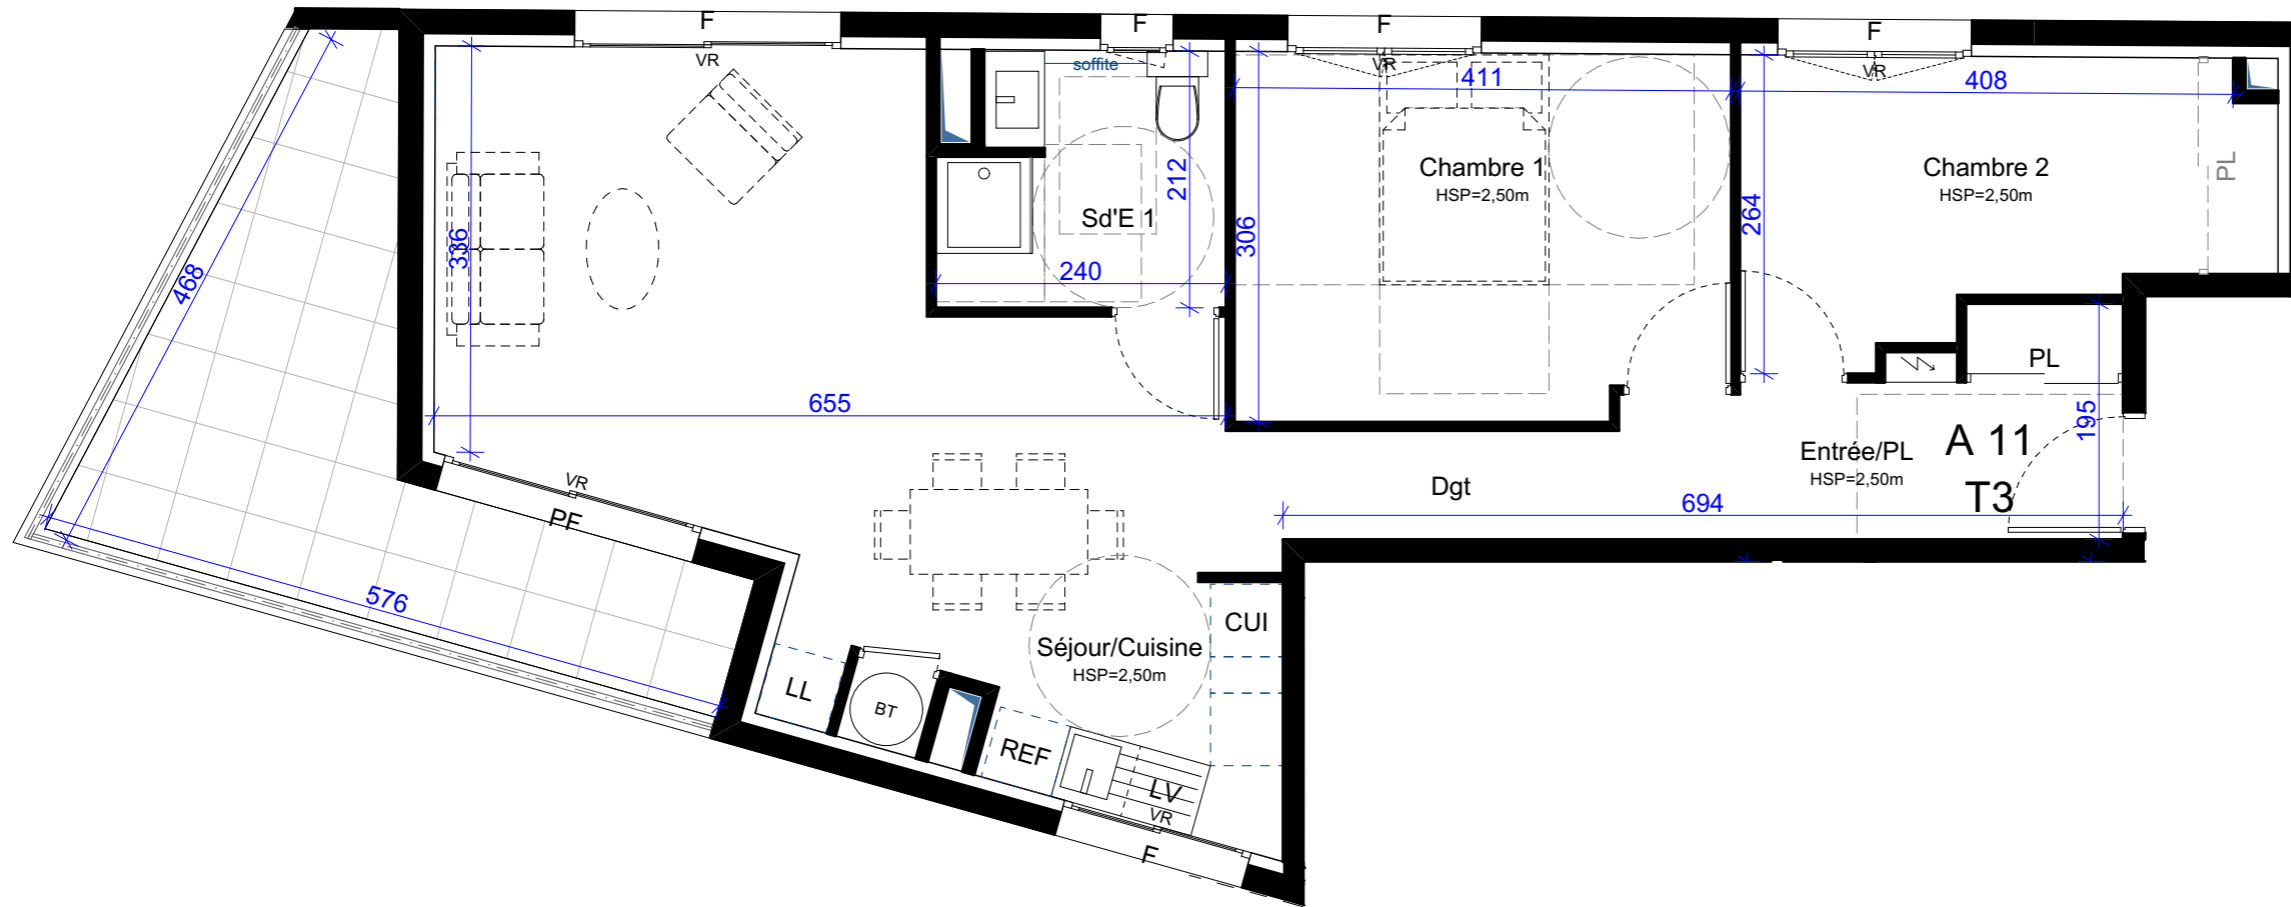 F
F
F
F
VR
VR
VR
soffite
411
408
Chambre 1
HSP=2,50m
Chambre 2
HSP=2,50m
PL
212
Sd'E 1
264
306
336
468
240
PL
655
195
A 11
Entrée/PL
HSP=2,50m
T3
Dgt
694
VR
PF
576
CUI
Séjour/Cuisine
HSP=2,50m
LL
BT
REF
LV
VR
F